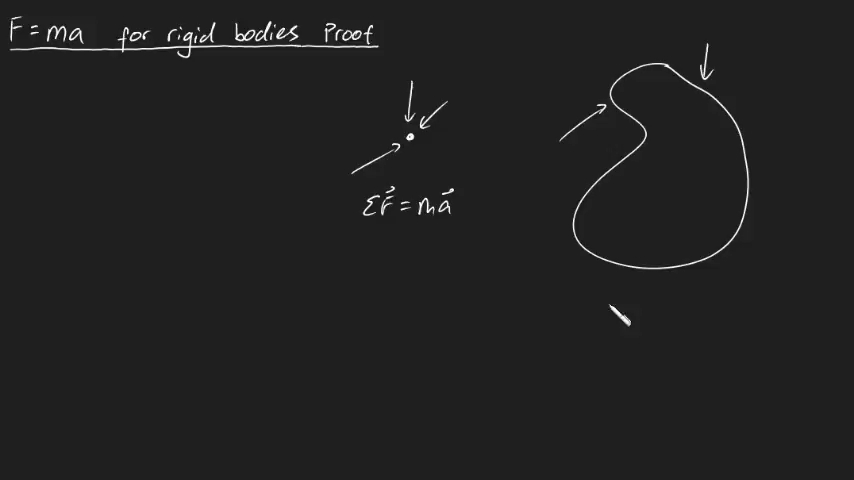 F=ma for rigid bodies Proof
ΣF⃗ = ma⃗